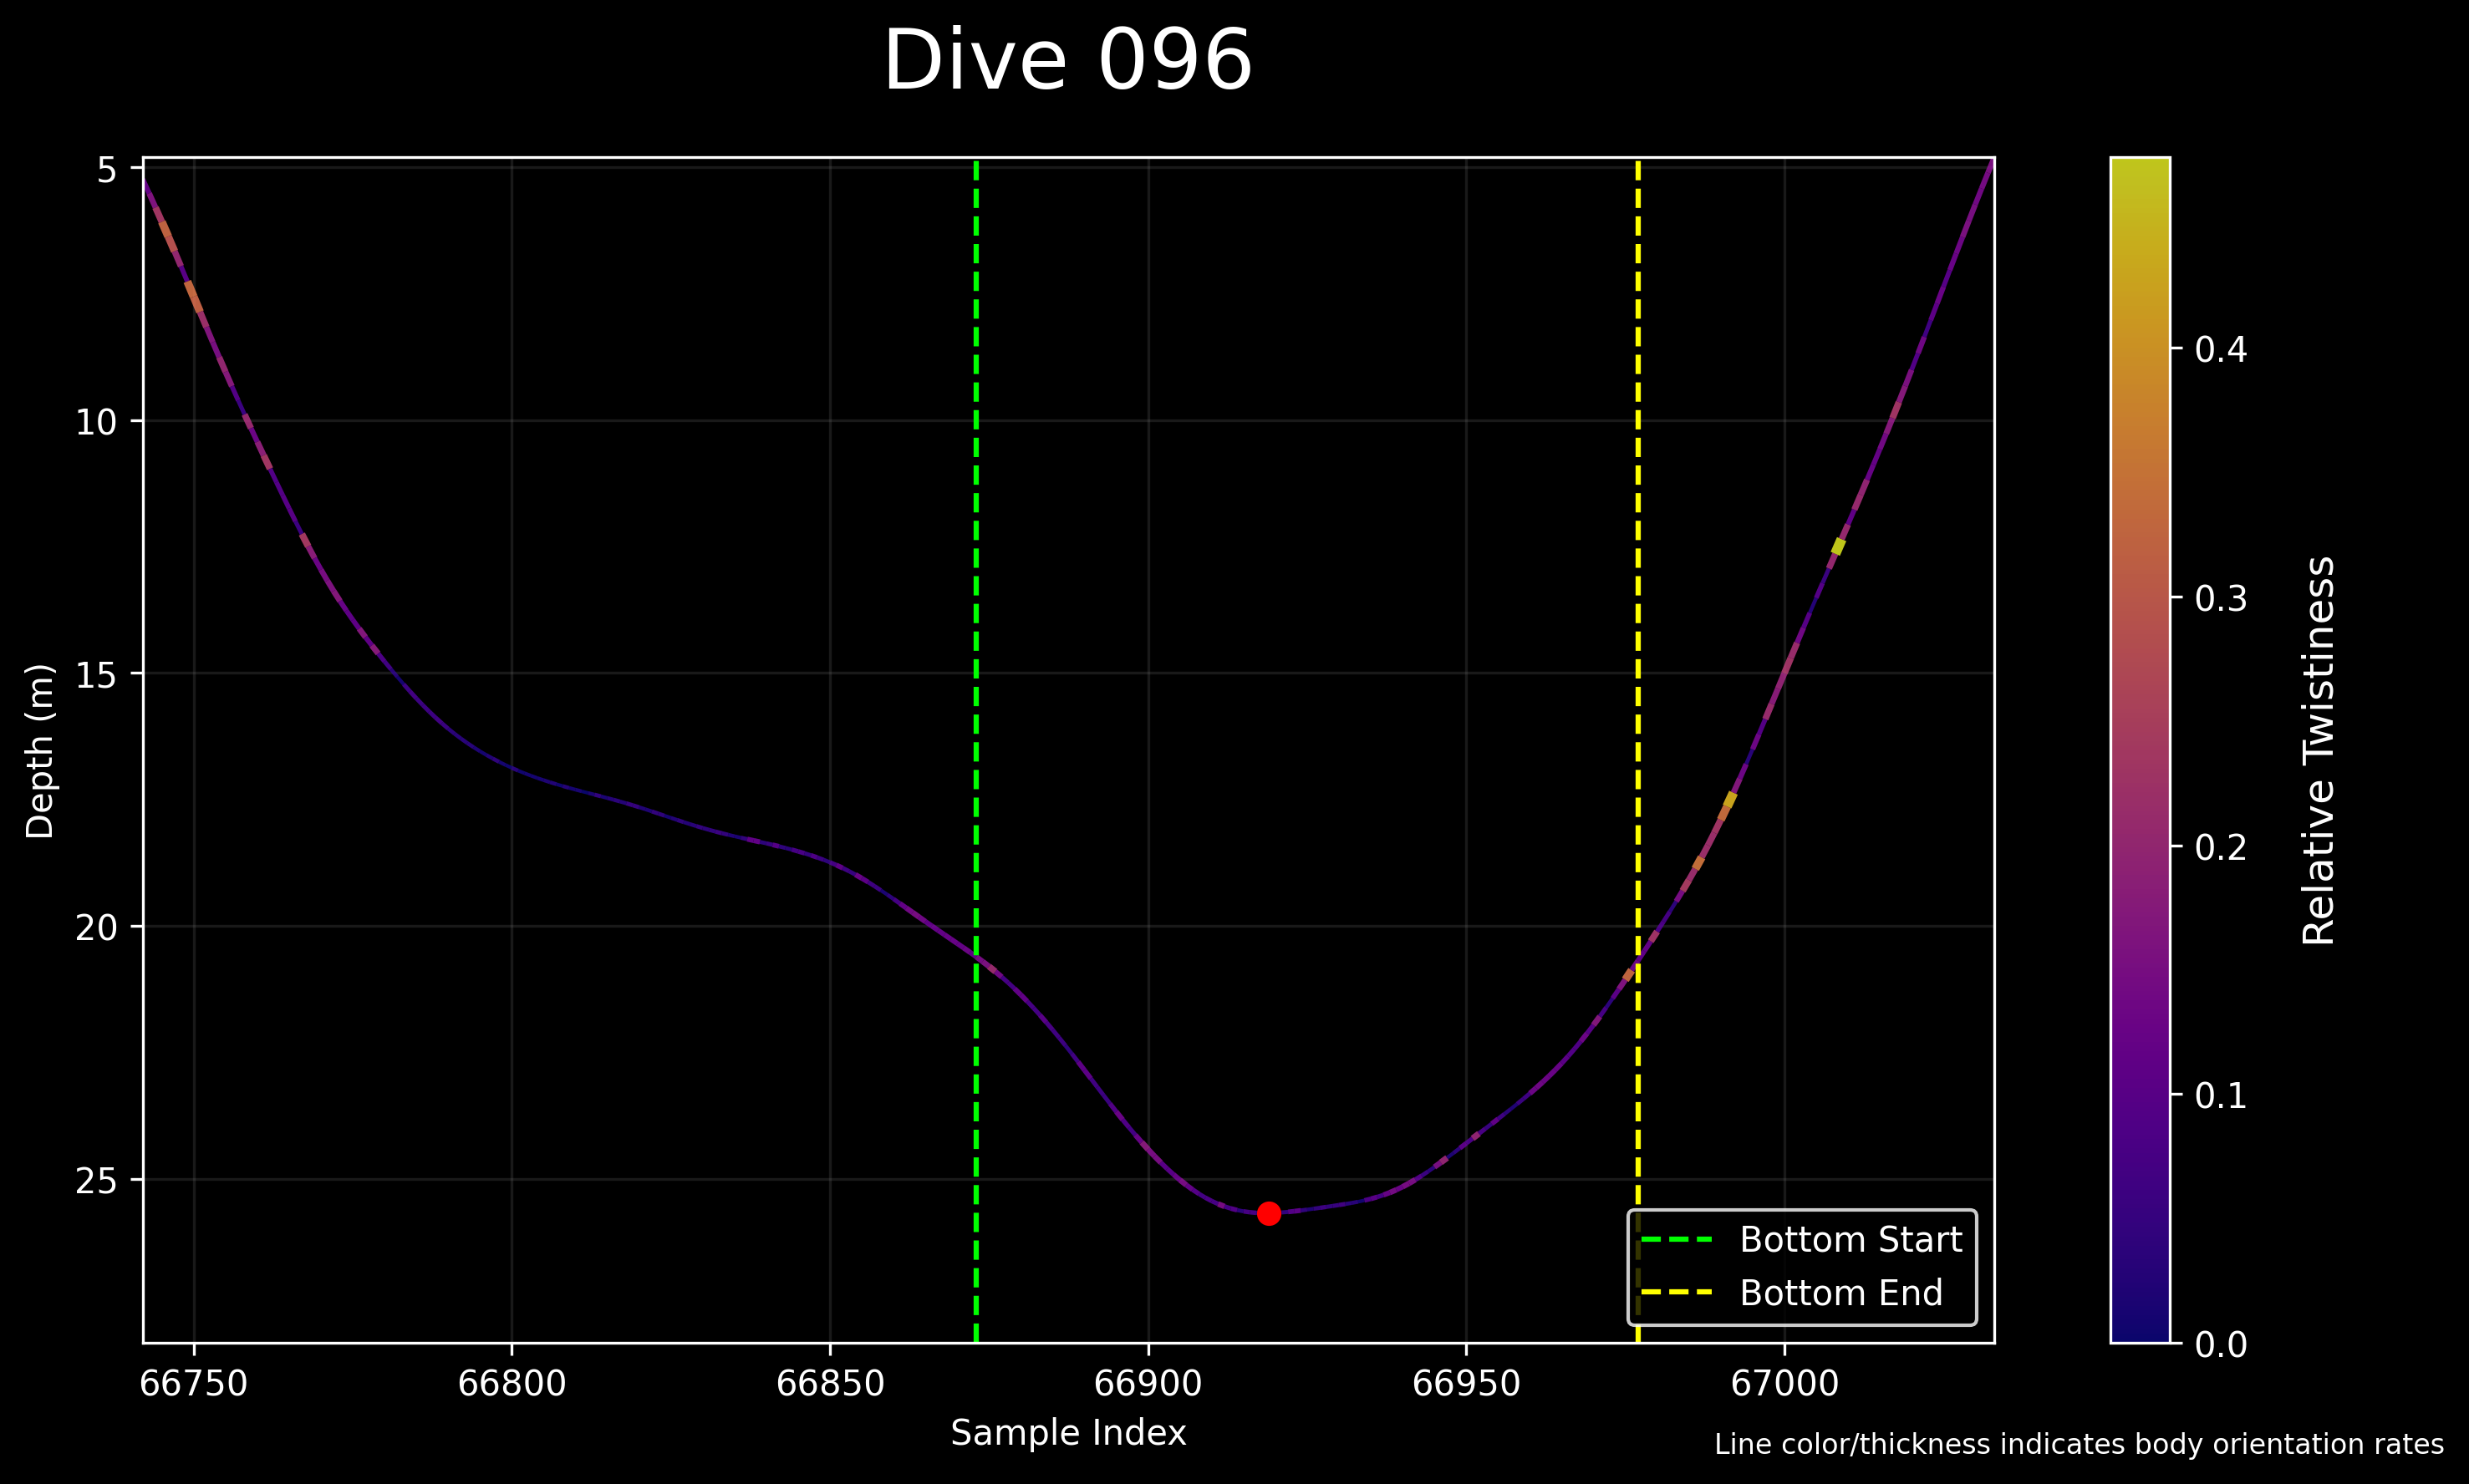 Dive 096
5
10
15
20
25
Depth (m)
66750 66800 66850 66900 66950 67000
Sample Index
Bottom Start
Bottom End
0.4
0.3
0.2
0.1
0.0
Relative Twistiness
Line color/thickness indicates body orientation rates